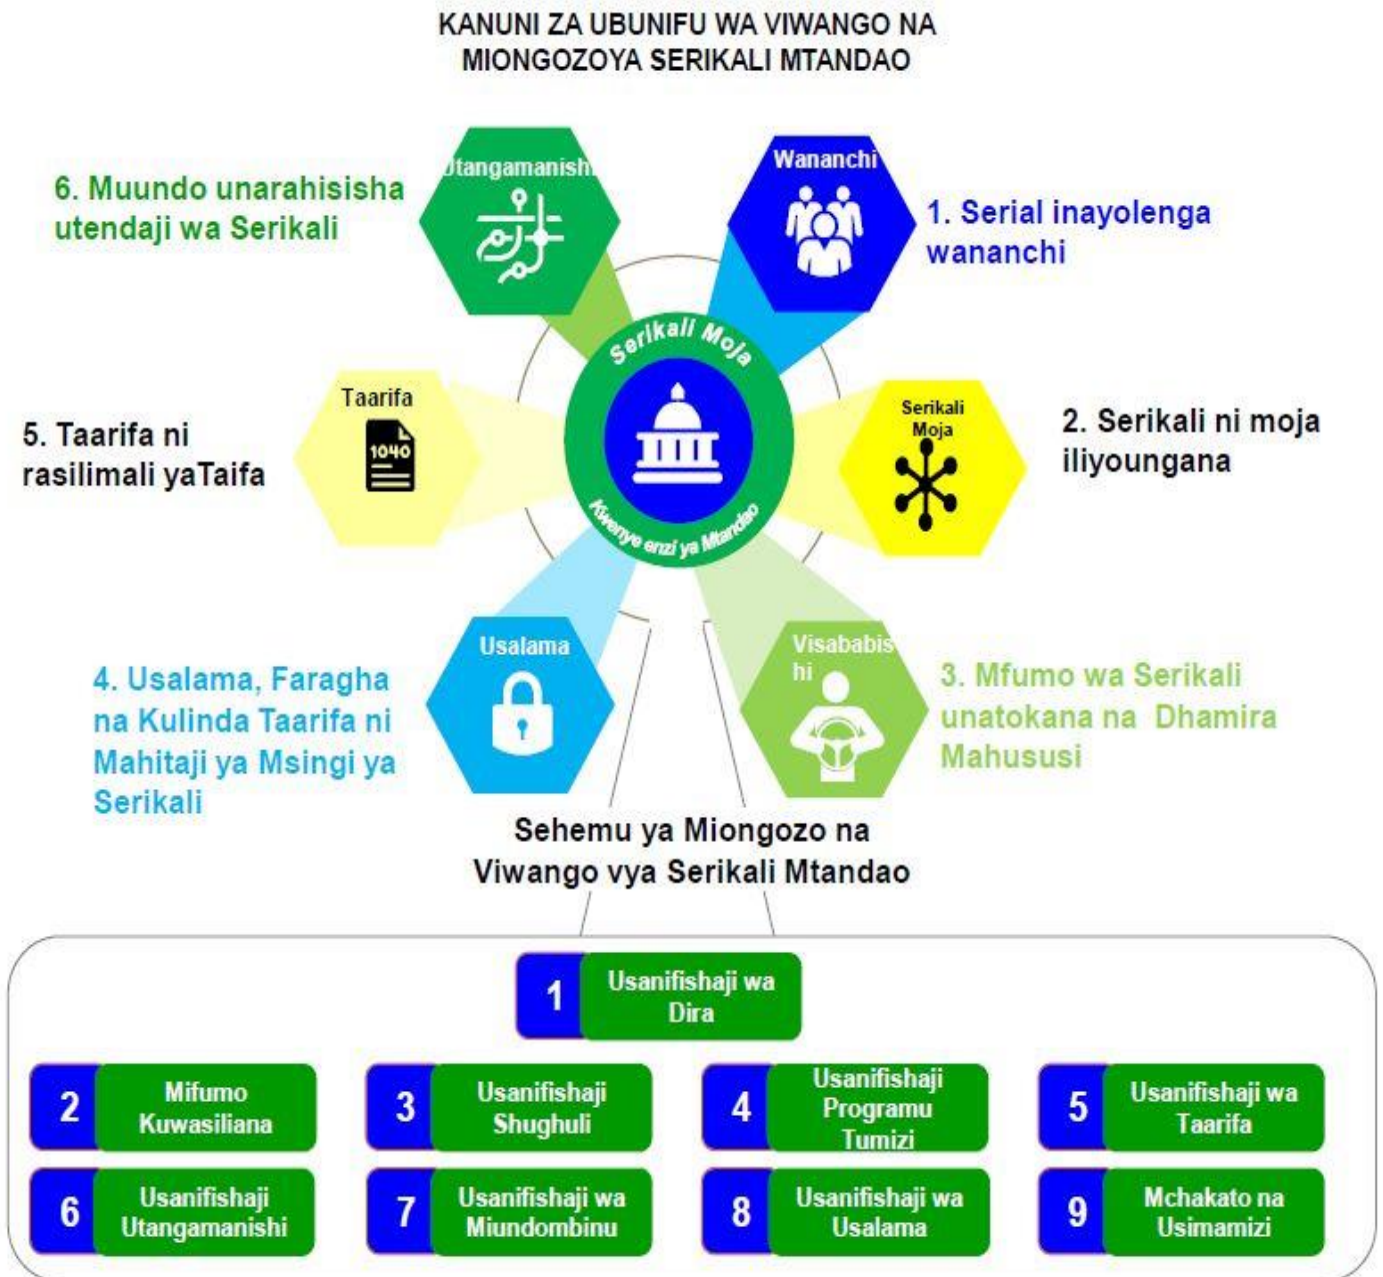 KANUNI ZA UBUNIFU WA VIWANGO NA
MIONGOZOYA SERIKALI MTANDAO
Utangamanishi
6. Muundo unarahisisha
utendaji wa Serikali
Wananchi
1. Serial inayolenga
wananchi
Serikali Moja
Kwenye enzi ya Mtandao
Taarifa
1040
5. Taarifa ni
rasilimali yaTaifa
Serikali
Moja
2. Serikali ni moja
iliyoungana
Usalama
4. Usalama, Faragha
na Kulinda Taarifa ni
Mahitaji ya Msingi ya
Serikali
Visababis
hi
3. Mfumo wa Serikali
unatokana na Dhamira
Mahususi
Sehemu ya Miongozo na
Viwango vya Serikali Mtandao
1
Usanifishaji wa
Dira
2
Mifumo
Kuwasiliana
3
Usanifishaji
Shughuli
4
Usanifishaji
Programu
Tumizi
5
Usanifishaji wa
Taarifa
6
Usanifishaji
Utangamanishi
7
Usanifishaji wa
Miundombinu
8
Usanifishaji wa
Usalama
9
Mchakato na
Usimamizi